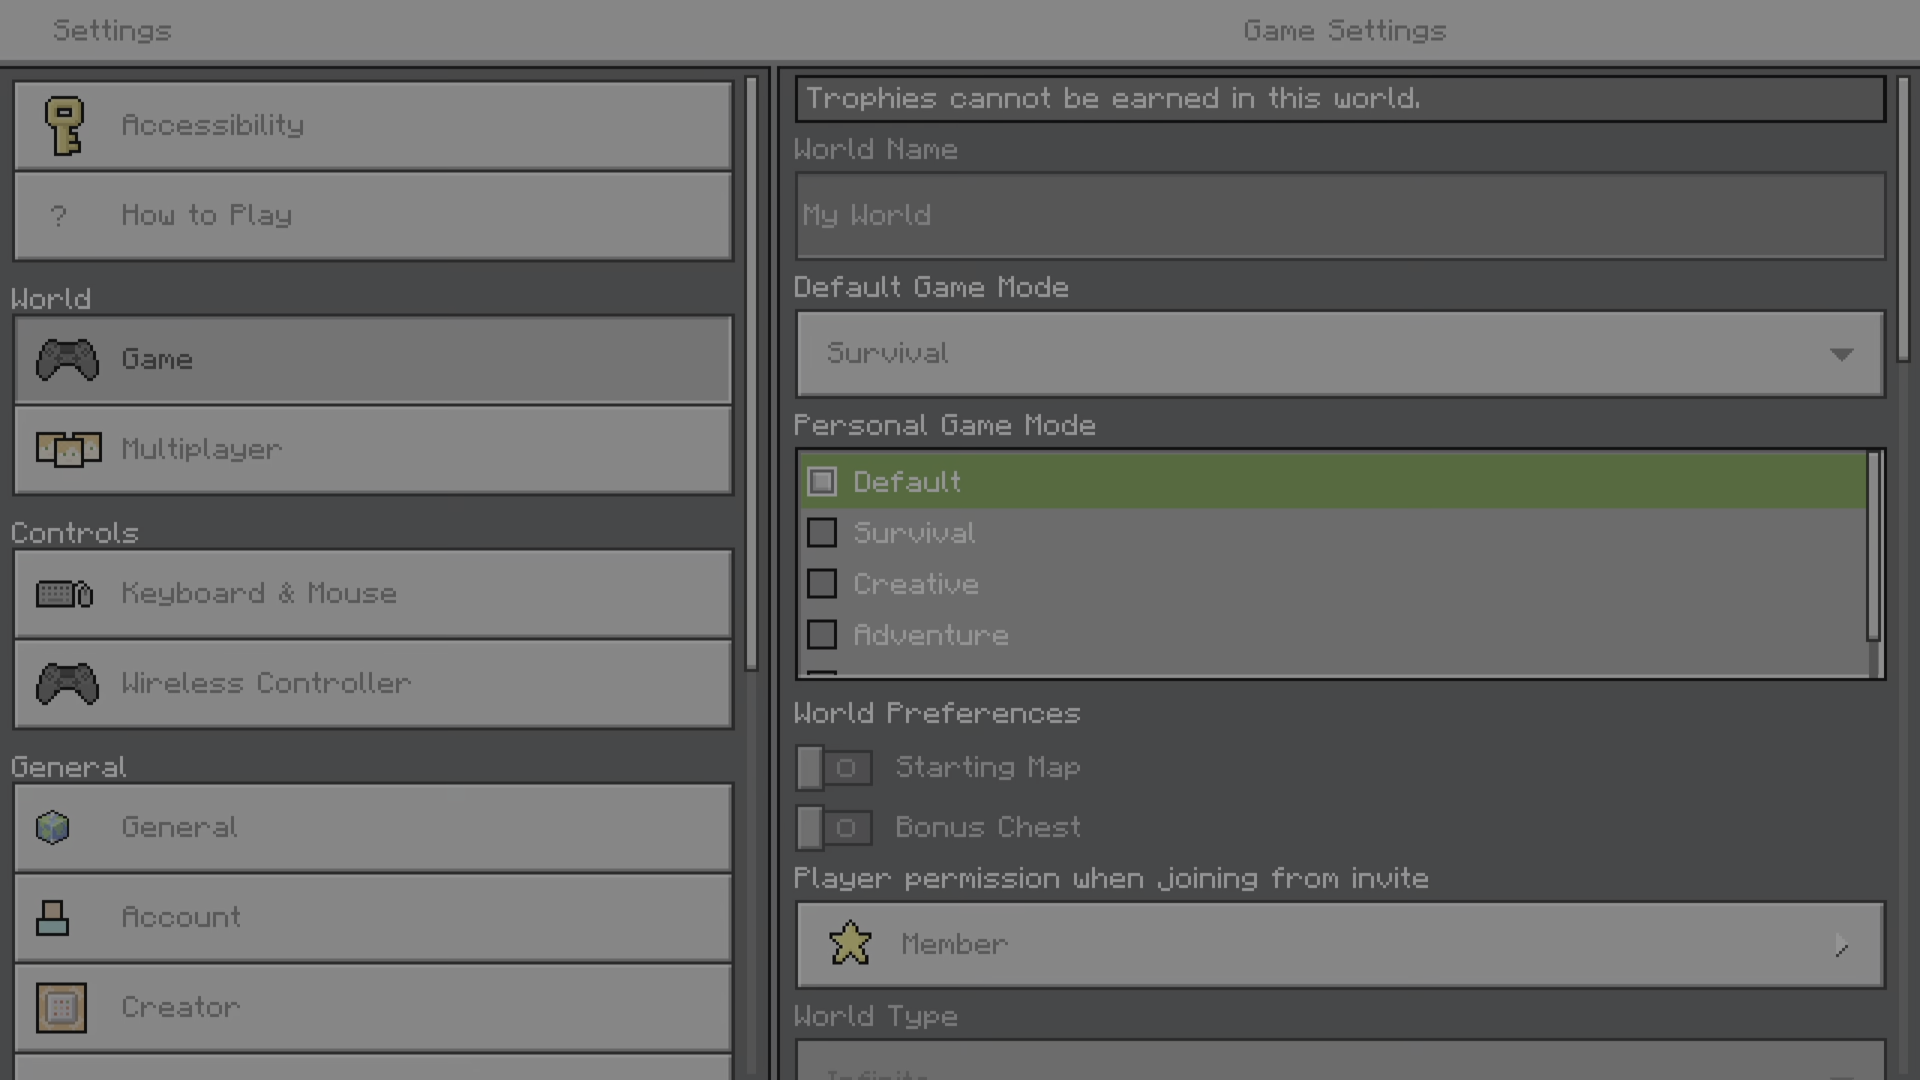 Settings
Game Settings
Accessibility
? How to Play
World
Game
Multiplayer
Controls
Keyboard & Mouse
Wireless Controller
General
General
Account
Creator
Trophies cannot be earned in this world.
World Name
My World
Default Game Mode
Survival
Personal Game Mode
Default
Survival
Creative
Adventure
World Preferences
Starting Map
Bonus Chest
Player permission when joining from invite
Member
World Type
Infinite